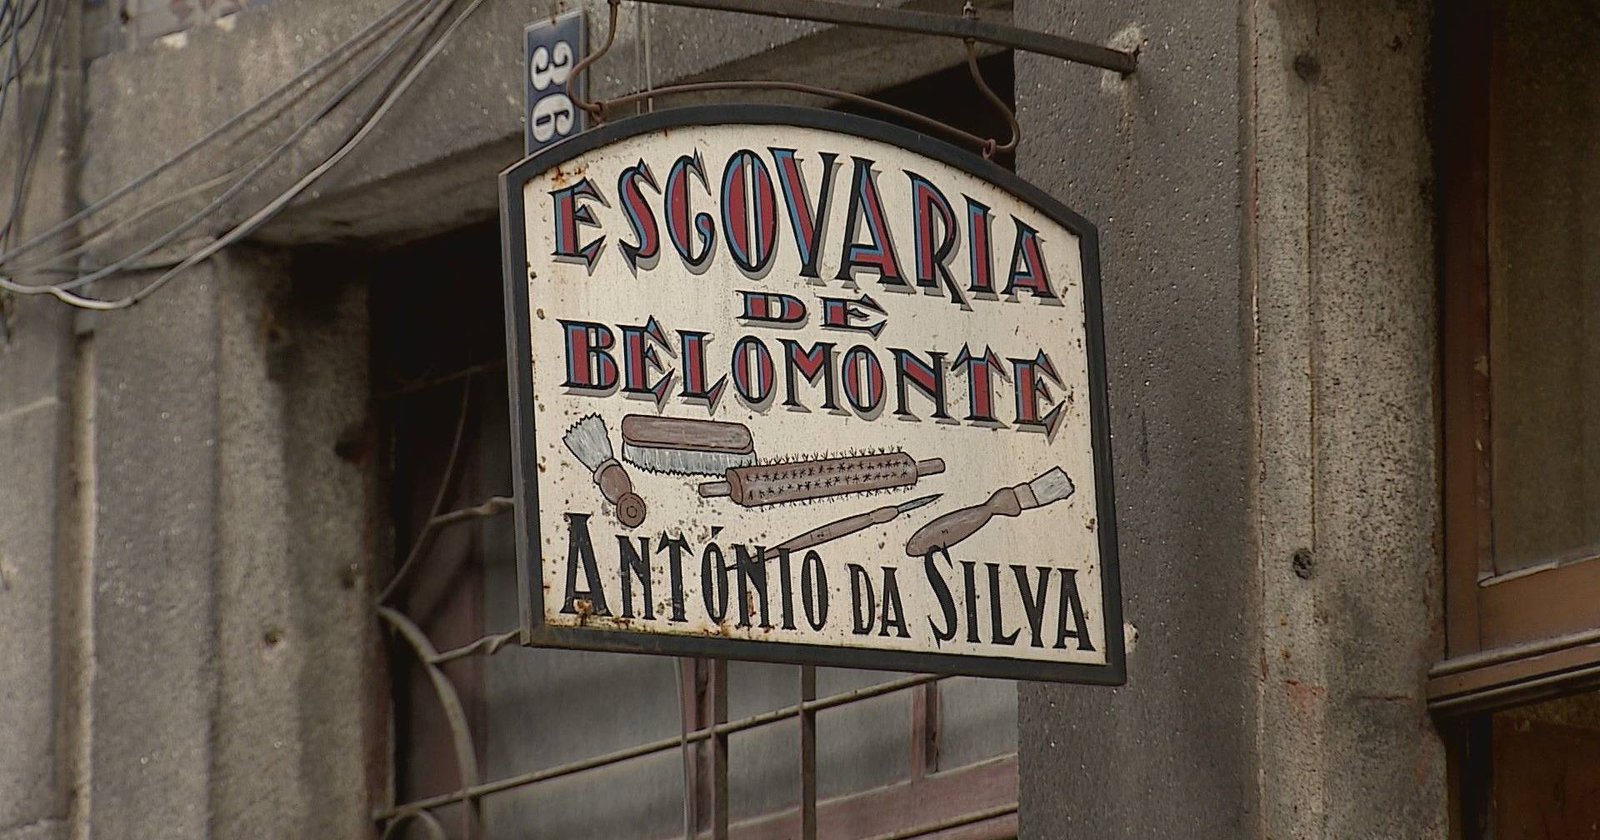 36
ESCOVARIA
DE
BELOMONTE
ANTÓNIO DA SILVA